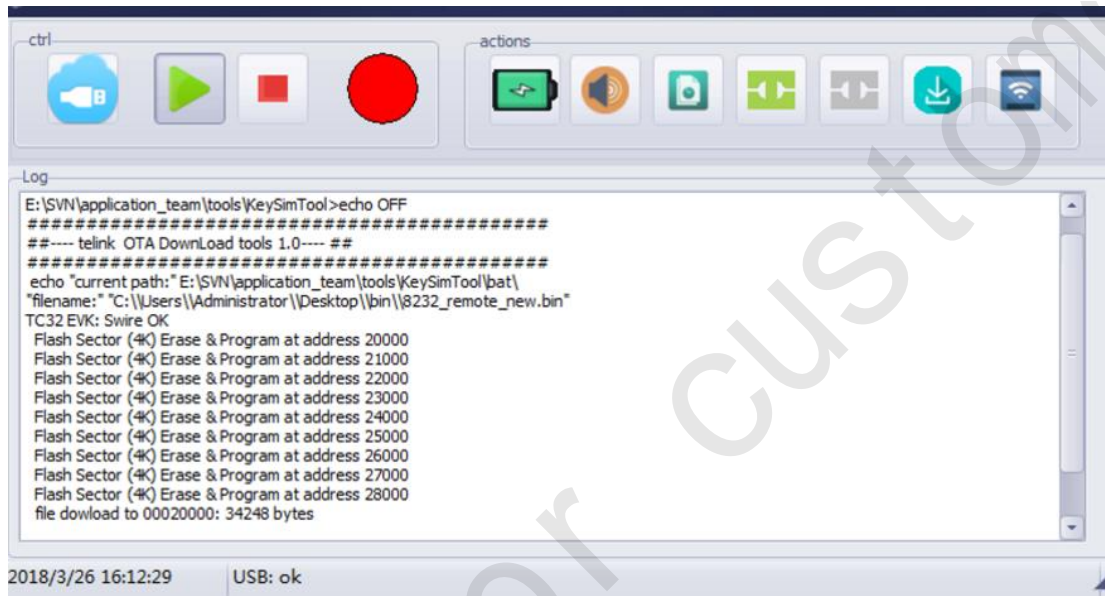 ctrl
actions
Log
E:\SVN\application_team\tools\KeySimTool>echo OFF
############################################
##---- telink  OTA DownLoad tools 1.0---- ##
############################################
echo "current path:" E:\SVN\application_team\tools\KeySimTool\bat\
"filename:" "C:\\Users\\Administrator\\Desktop\\bin\\8232_remote_new.bin"
TC32 EVK: Swire OK
Flash Sector (4K) Erase & Program at address 20000
Flash Sector (4K) Erase & Program at address 21000
Flash Sector (4K) Erase & Program at address 22000
Flash Sector (4K) Erase & Program at address 23000
Flash Sector (4K) Erase & Program at address 24000
Flash Sector (4K) Erase & Program at address 25000
Flash Sector (4K) Erase & Program at address 26000
Flash Sector (4K) Erase & Program at address 27000
Flash Sector (4K) Erase & Program at address 28000
file dowload to 00020000: 34248 bytes
2018/3/26 16:12:29 USB: ok